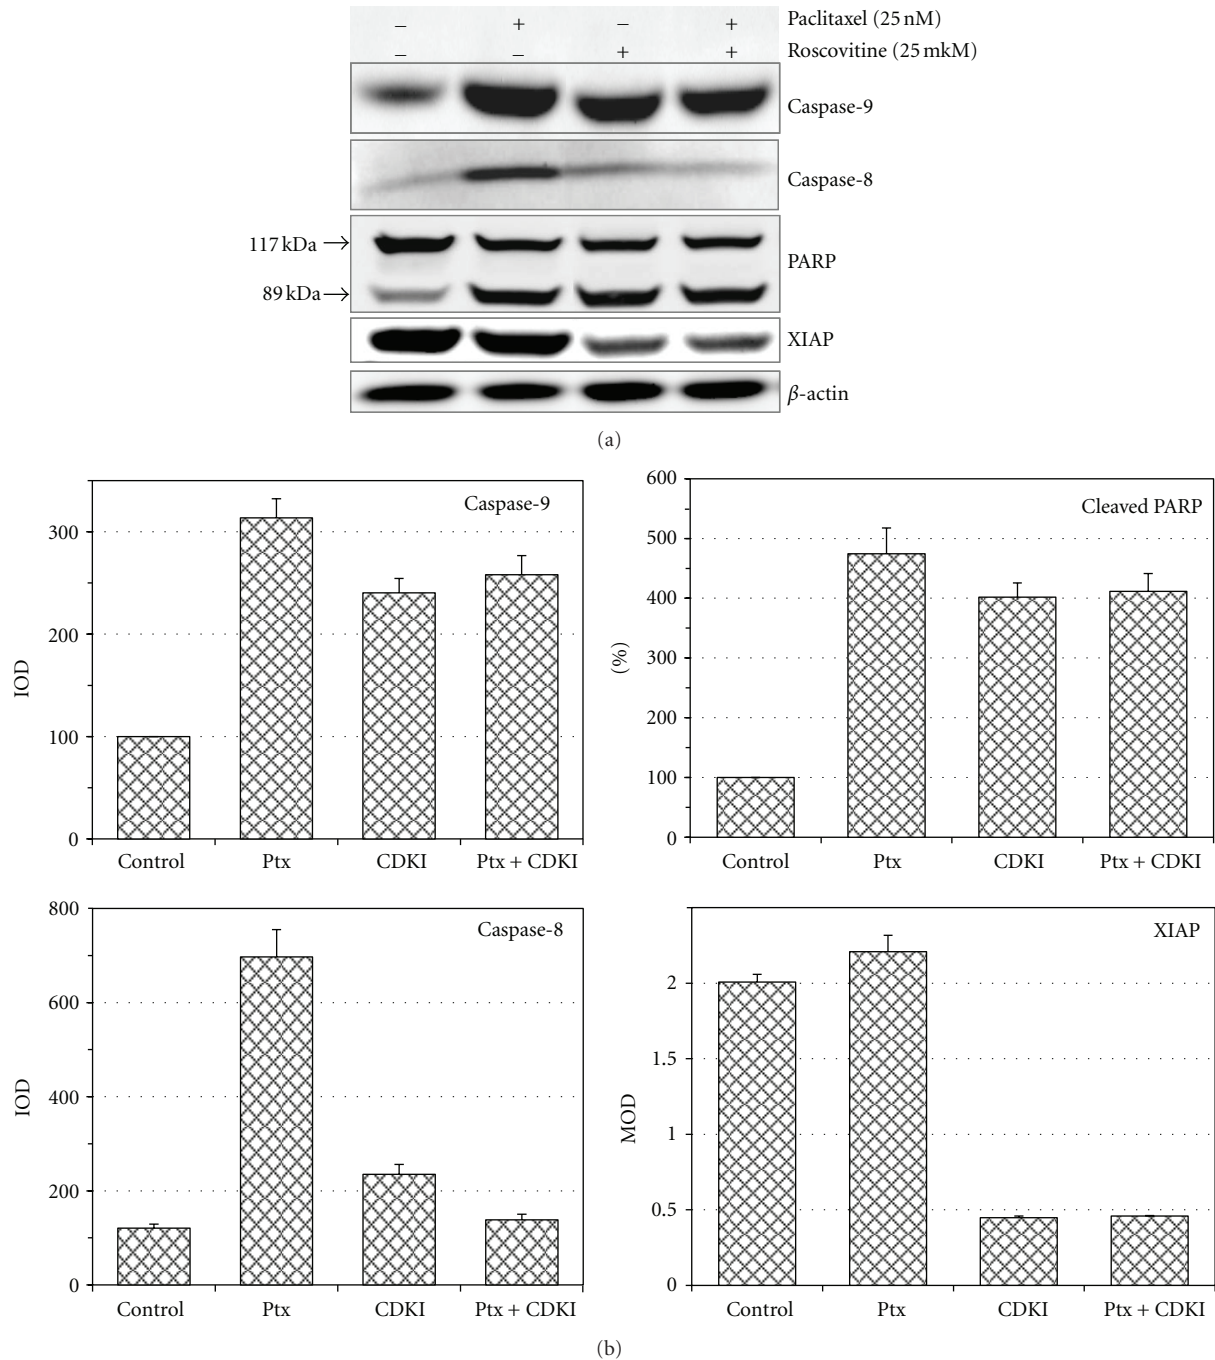 − + − + Paclitaxel (25 nM)
− − + + Roscovitine (25 mkM)
Caspase-9
Caspase-8
117 kDa
PARP
89 kDa
XIAP
β-actin
(a)
Caspase-9
300
200
100
0
IOD
Control Ptx CDKI Ptx + CDKI
Cleaved PARP
600
500
400
300
200
100
0
(%)
Control Ptx CDKI Ptx + CDKI
Caspase-8
800
600
400
200
0
IOD
Control Ptx CDKI Ptx + CDKI
XIAP
2
1.5
1
0.5
0
MOD
Control Ptx CDKI Ptx + CDKI
(b)